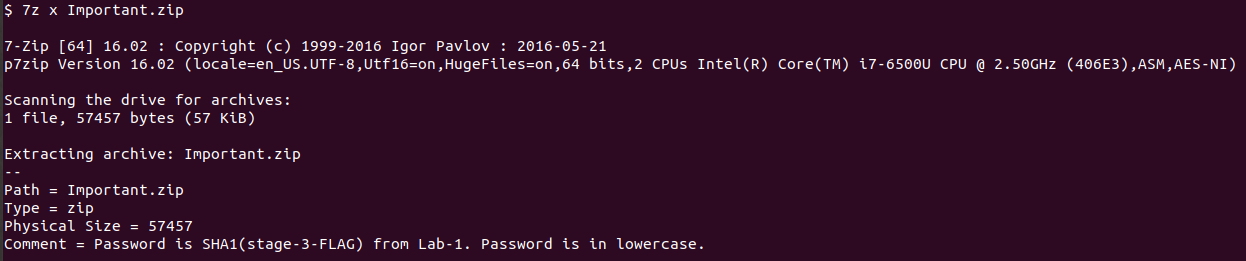 $ 7z x Important.zip
7-Zip [64] 16.02 : Copyright (c) 1999-2016 Igor Pavlov : 2016-05-21
p7zip Version 16.02 (locale=en_US.UTF-8,Utf16=on,HugeFiles=on,64 bits,2 CPUs Intel(R) Core(TM) i7-6500U CPU @ 2.50GHz (406E3),ASM,AES-NI)
Scanning the drive for archives:
1 file, 57457 bytes (57 KiB)
Extracting archive: Important.zip
--
Path = Important.zip
Type = zip
Physical Size = 57457
Comment = Password is SHA1(stage-3-FLAG) from Lab-1. Password is in lowercase.